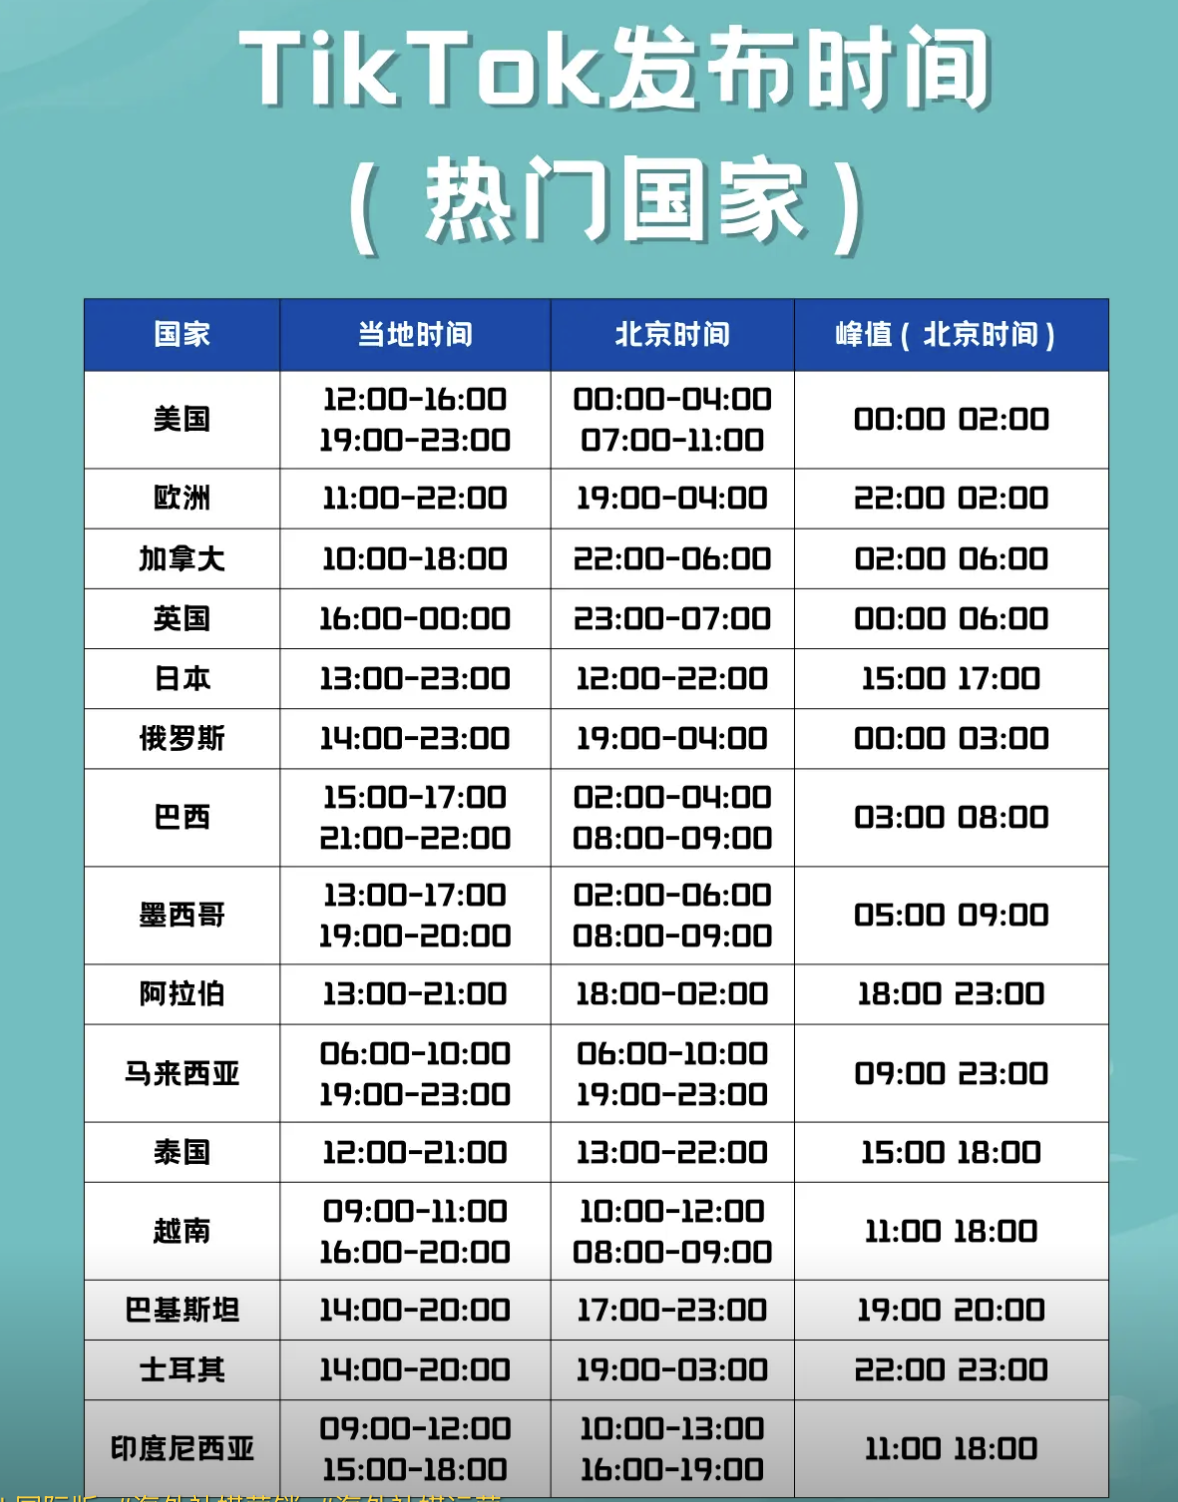 TikTok发布时间
( 热门国家 )
国家 当地时间 北京时间 峰值( 北京时间 )
美国 12:00-16:00 00:00-04:00 00:00 02:00
19:00-23:00 07:00-11:00
欧洲 11:00-22:00 19:00-04:00 22:00 02:00
加拿大 10:00-18:00 22:00-06:00 02:00 06:00
英国 16:00-00:00 23:00-07:00 00:00 06:00
日本 13:00-23:00 12:00-22:00 15:00 17:00
俄罗斯 14:00-23:00 19:00-04:00 00:00 03:00
巴西 15:00-17:00 02:00-04:00 03:00 08:00
21:00-22:00 08:00-09:00
墨西哥 13:00-17:00 02:00-06:00 05:00 09:00
19:00-20:00 08:00-09:00
阿拉伯 13:00-21:00 18:00-02:00 18:00 23:00
马来西亚 06:00-10:00 06:00-10:00 09:00 23:00
19:00-23:00 19:00-23:00
泰国 12:00-21:00 13:00-22:00 15:00 18:00
越南 09:00-11:00 10:00-12:00 11:00 18:00
16:00-20:00 08:00-09:00
巴基斯坦 14:00-20:00 17:00-23:00 19:00 20:00
士耳其 14:00-20:00 19:00-03:00 22:00 23:00
印度尼西亚 09:00-12:00 10:00-13:00 11:00 18:00
15:00-18:00 16:00-19:00